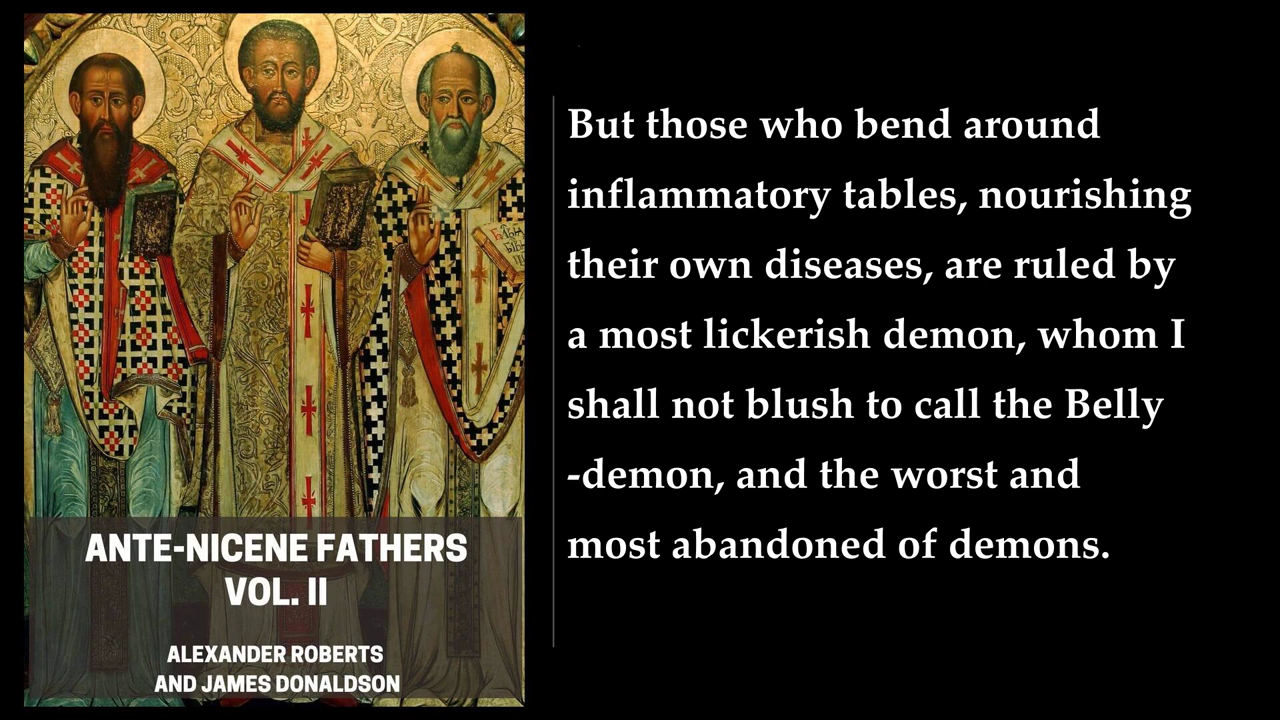 ANTE-NICENE FATHERS
VOL. II
ALEXANDER ROBERTS
AND JAMES DONALDSON
But those who bend around
inflammatory tables, nourishing
their own diseases, are ruled by
a most lickerish demon, whom I
shall not blush to call the Belly
-demon, and the worst and
most abandoned of demons.